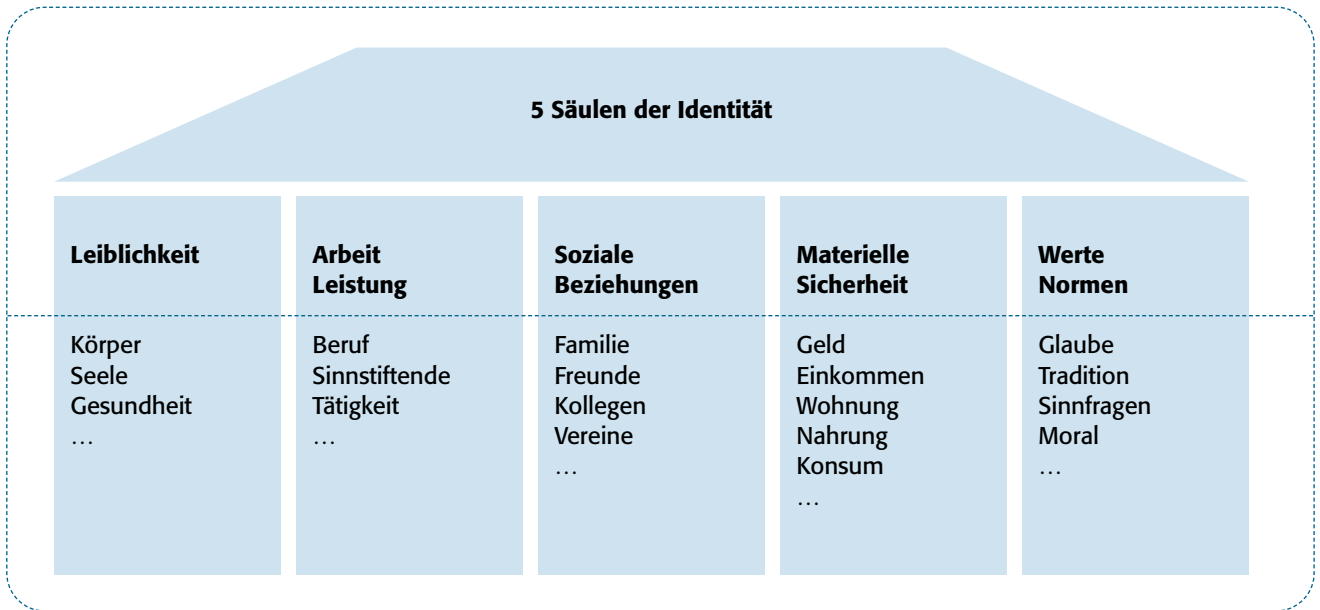 5 Säulen der Identität
Leiblichkeit
Körper
Seele
Gesundheit
…
Arbeit
Leistung
Beruf
Sinnstiftende
Tätigkeit
…
Soziale
Beziehungen
Familie
Freunde
Kollegen
Vereine
…
Materielle
Sicherheit
Geld
Einkommen
Wohnung
Nahrung
Konsum
…
Werte
Normen
Glaube
Tradition
Sinnfragen
Moral
…